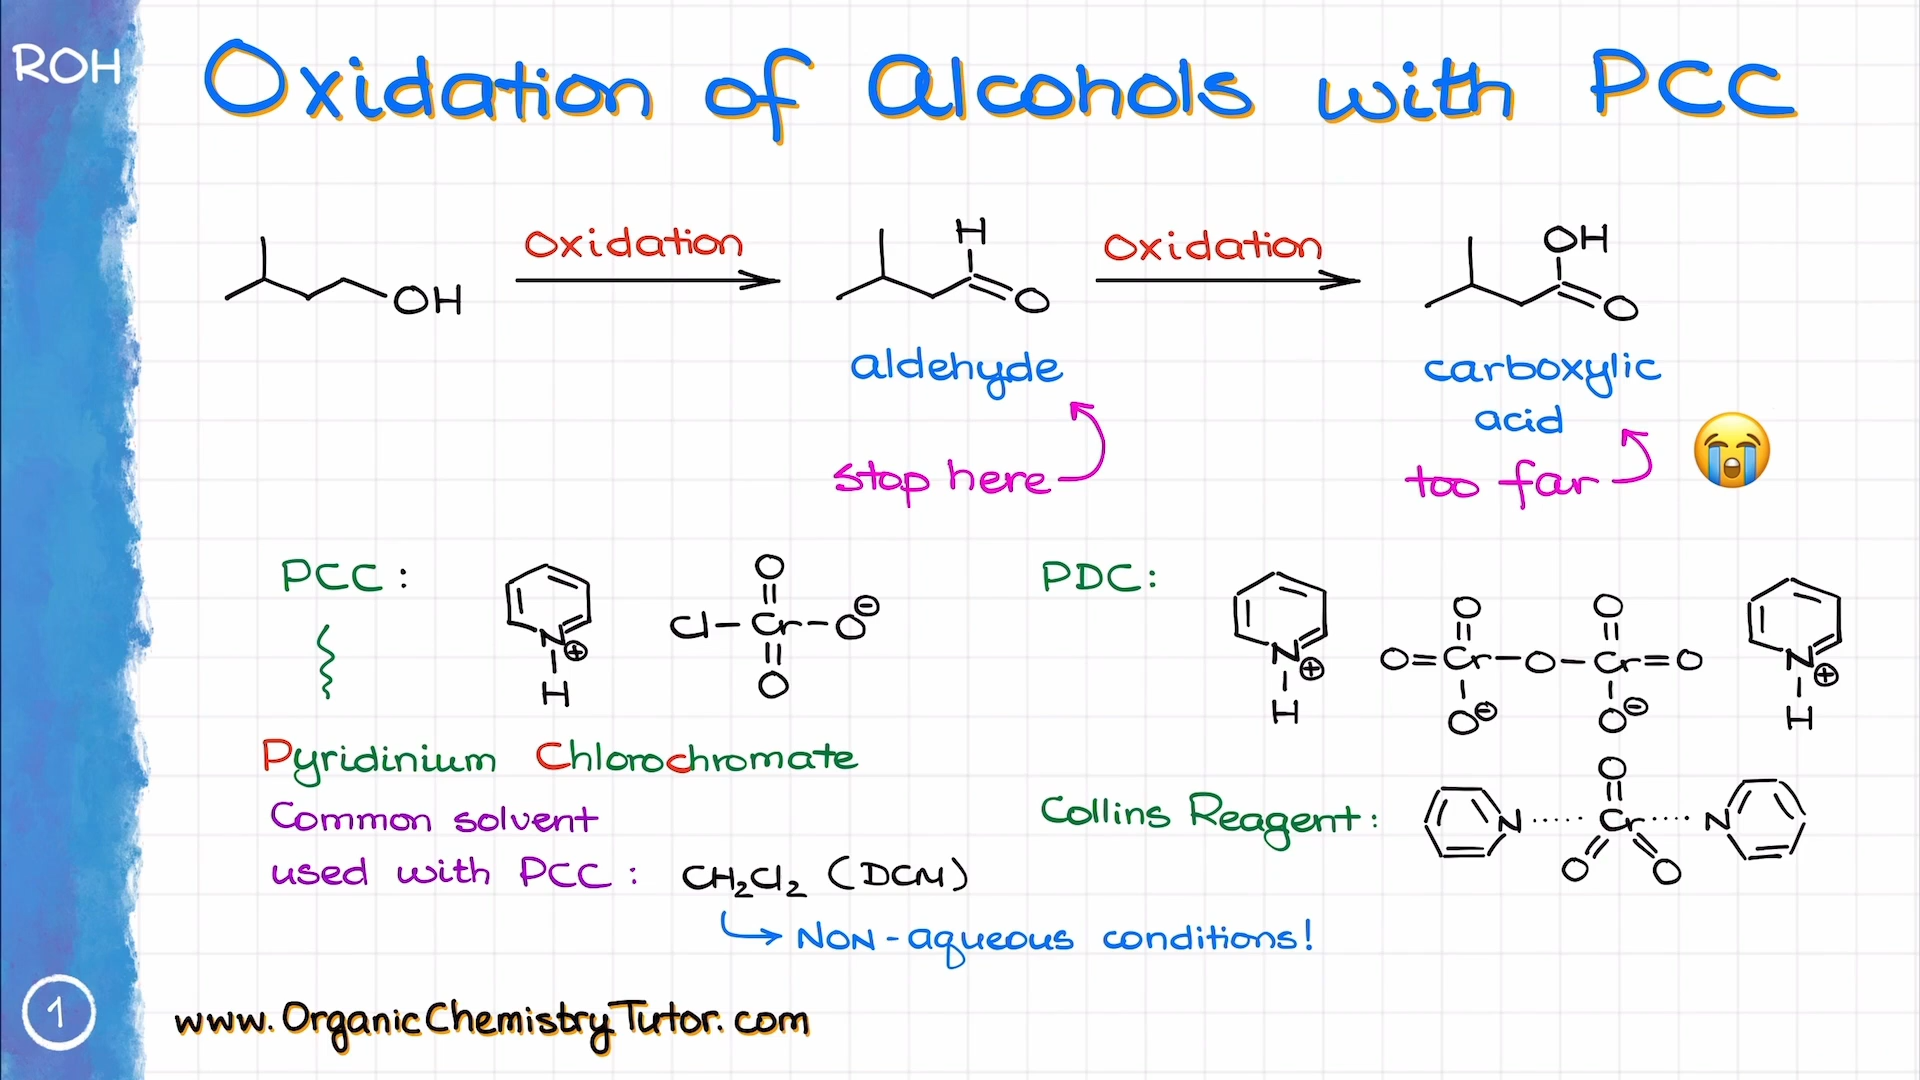 ROH
Oxidation of Alcohols with PCC
OH
Oxidation
H
O
Oxidation
OH
O
aldehyde
carboxylic
acid
stop here
too far
PCC:
N
⊕
H
O
Cl-Cr-O⊖
O
PDC:
N
⊕
H
O O
O=Cr-O-Cr=O
O⊖ O⊖
N
⊕
H
Pyridinium Chlorochromate
Common solvent
used with PCC: CH₂Cl₂ (DCM)
NON-aqueous conditions!
Collins Reagent:
O
N Cr N
O O
1
www.OrganicChemistryTutor.com